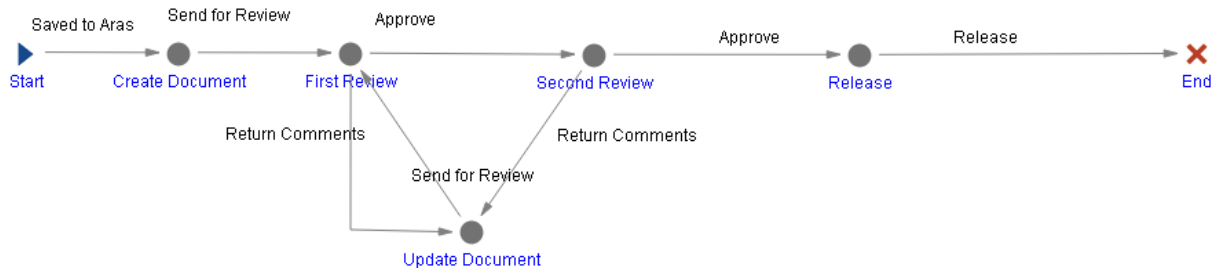 Saved to Aras
Send for Review
Approve
Approve
Release
Start
Create Document
First Review
Second Review
Release
End
Return Comments
Return Comments
Send for Review
Update Document